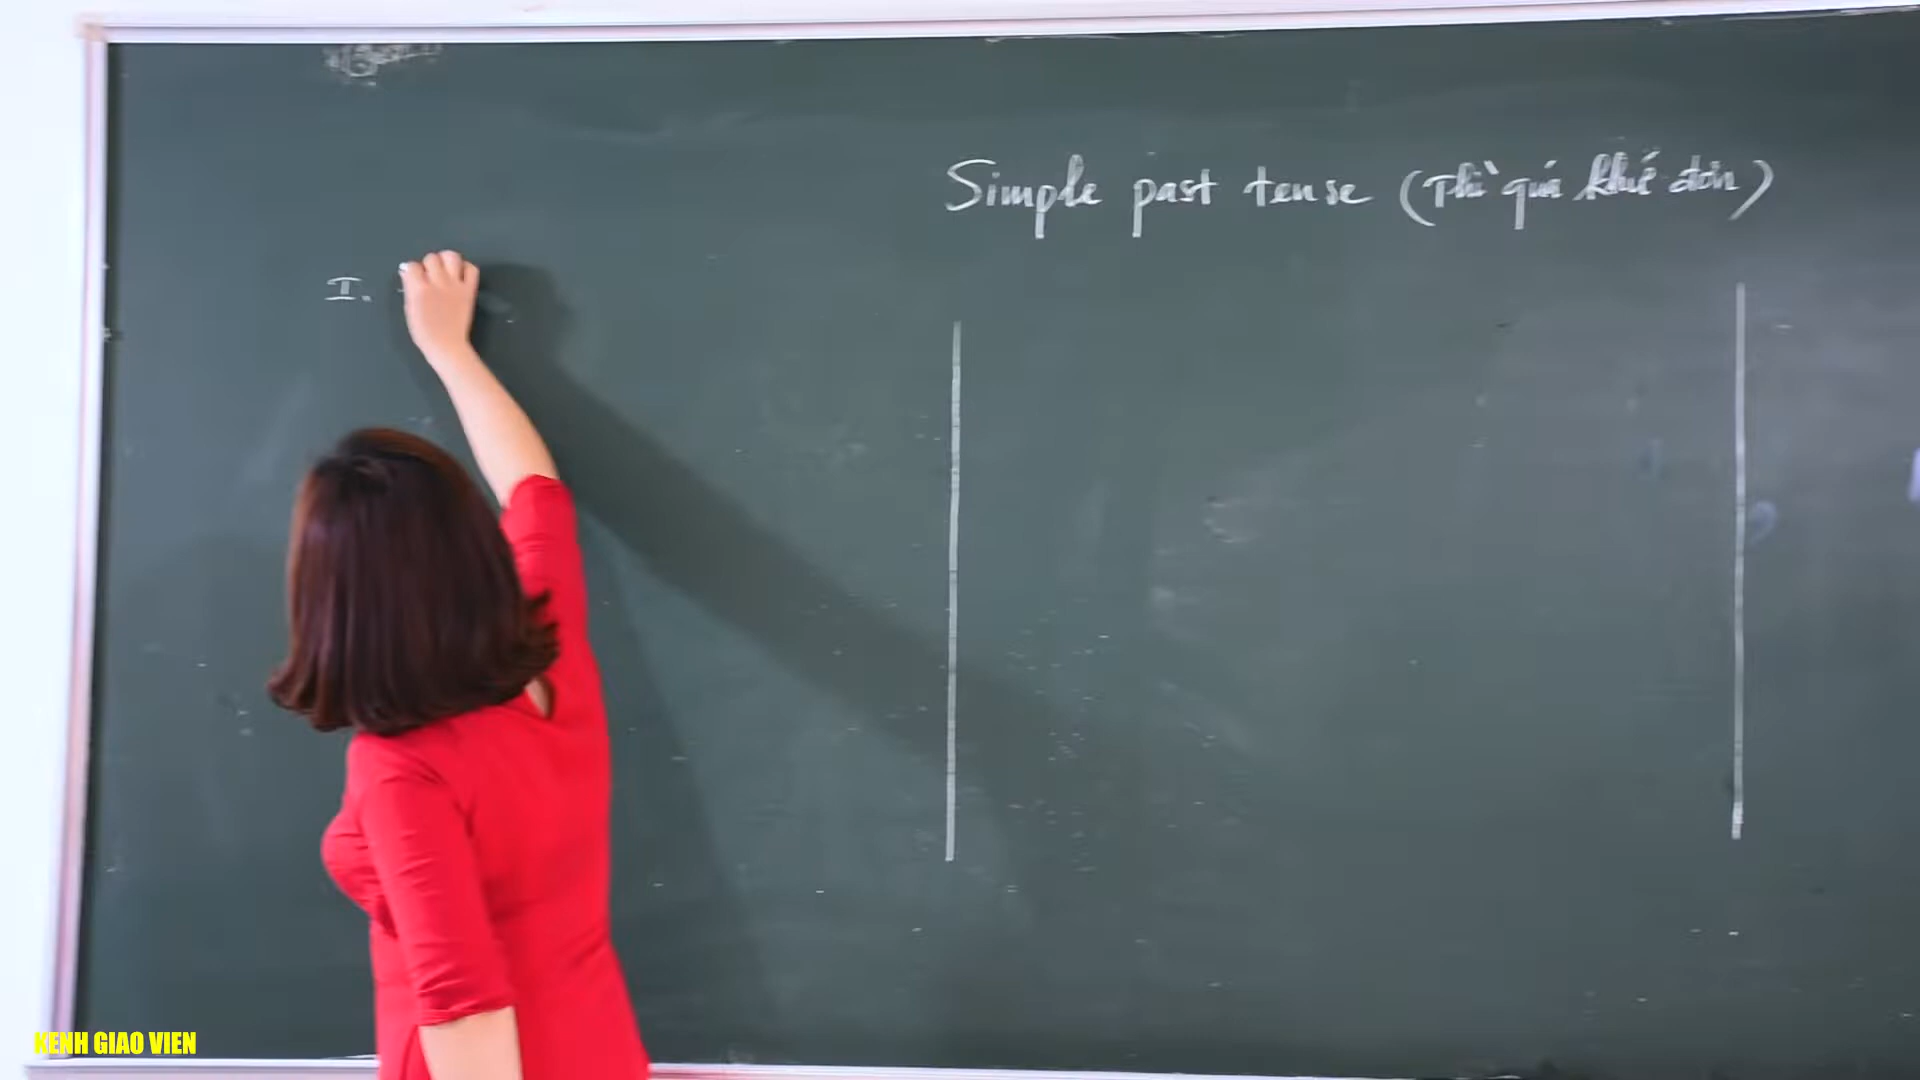 Simple past tense (Thì quá khứ đơn)
I.
KENH GIAO VIEN